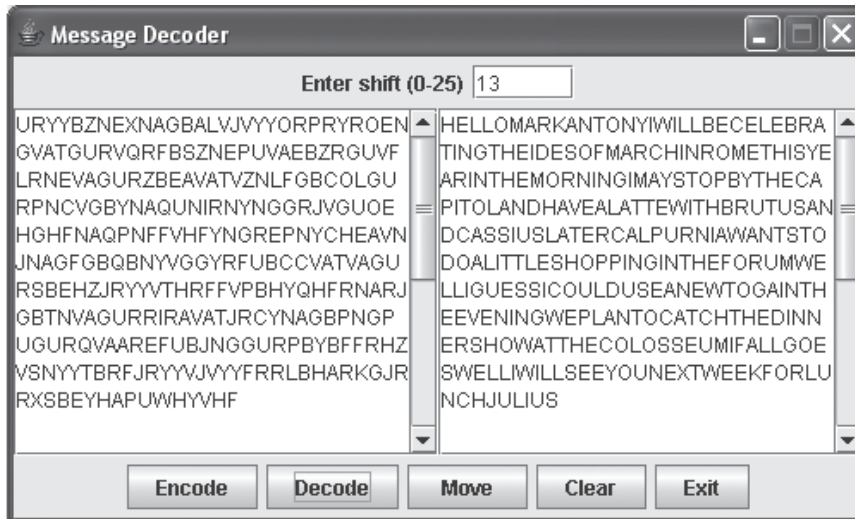 Message Decoder
Enter shift (0-25) 13
URYYBZNEXNAGBALVJVYYORPRYROEN
GVATGURVQRFBSZNEPUVAEBZRGUVF
LRNEVAGURZBEAVATVZNLFGBCOLGU
RPNCVGBYNAQUNIRNYNGGRJVGUOE
HGHFNAQPNFFVHFYNGREPNYCHEAVN
JNAGFGBQBNYVGGYRFUBCCVATVAGU
RSBEHZJRYYVTHRFFVPBHYQHFRNARJ
GBTNVAGURRIRAVATJRCYNAGBPNGP
UGURQVAAREFUBJNGGURPBYBFFRHZ
VSNYYTBRFJRYYVJVYYFRRLBHARKGJR
RXSBEYHAPUWHYVHF
HELLOMARKANTONYIWILLBECELEBRA
TINGTHEIDESOFMARCHINROMETHISYE
ARINTHEMORNINGIMAYSTOPBYTHECA
PITOLANDHAVEALATTEWITHBRUTUSAN
DCASSIUSLATERCALPURNIAWANTSTO
DOALITTLESHOPPINGINTHEFORUMWE
LLIGUESSICOULDUSEANEWTOGAINTH
EEVENINGWEPLANTOCATCHTHEDINN
ERSHOWATTHECOLOSSEUMIFALLGOE
SWELLIWILLSEEYOUNEXTWEEKFORLU
NCHJULIUS
Encode Decode Move Clear Exit